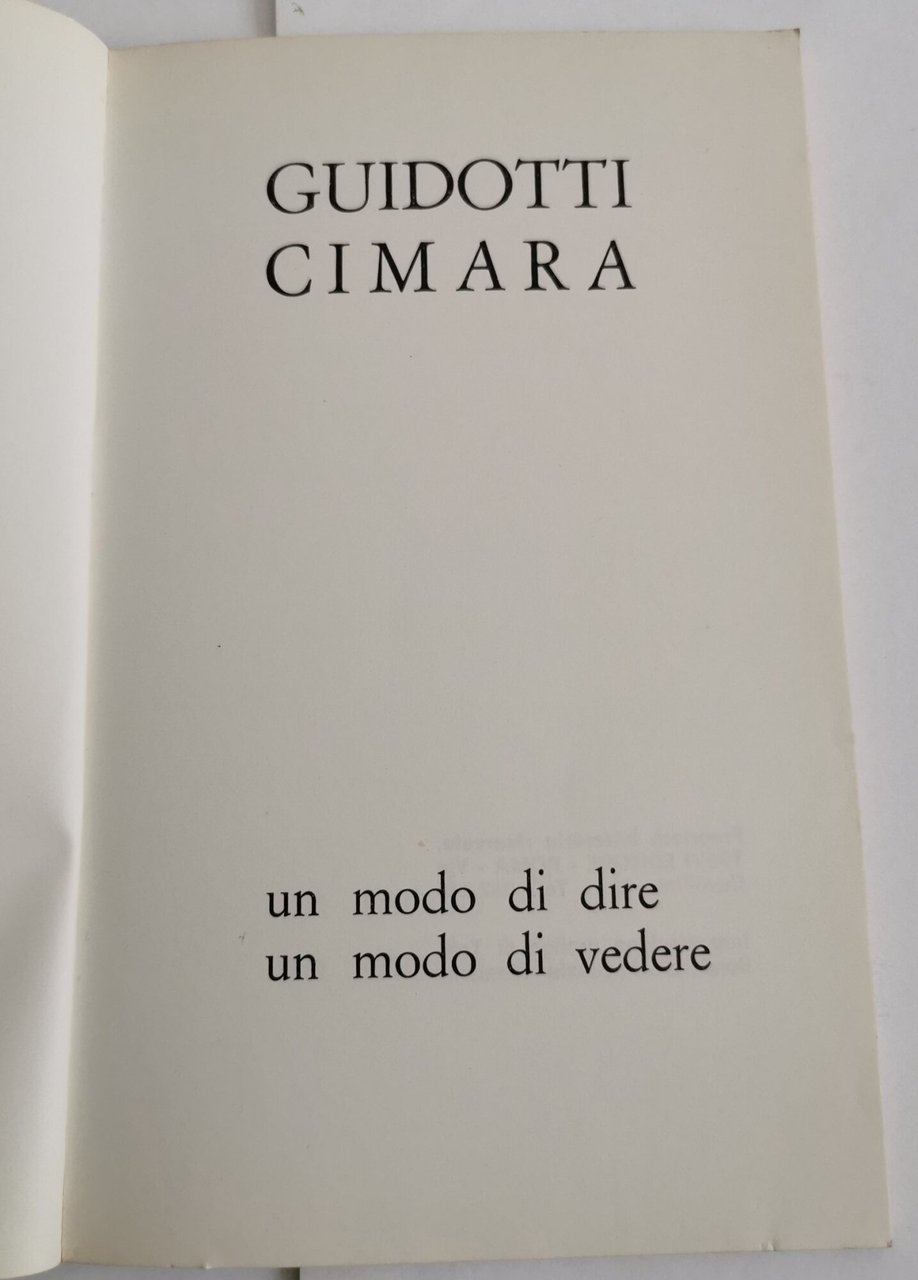 GUIDOTTI
CIMARA
un modo di dire
un modo di vedere